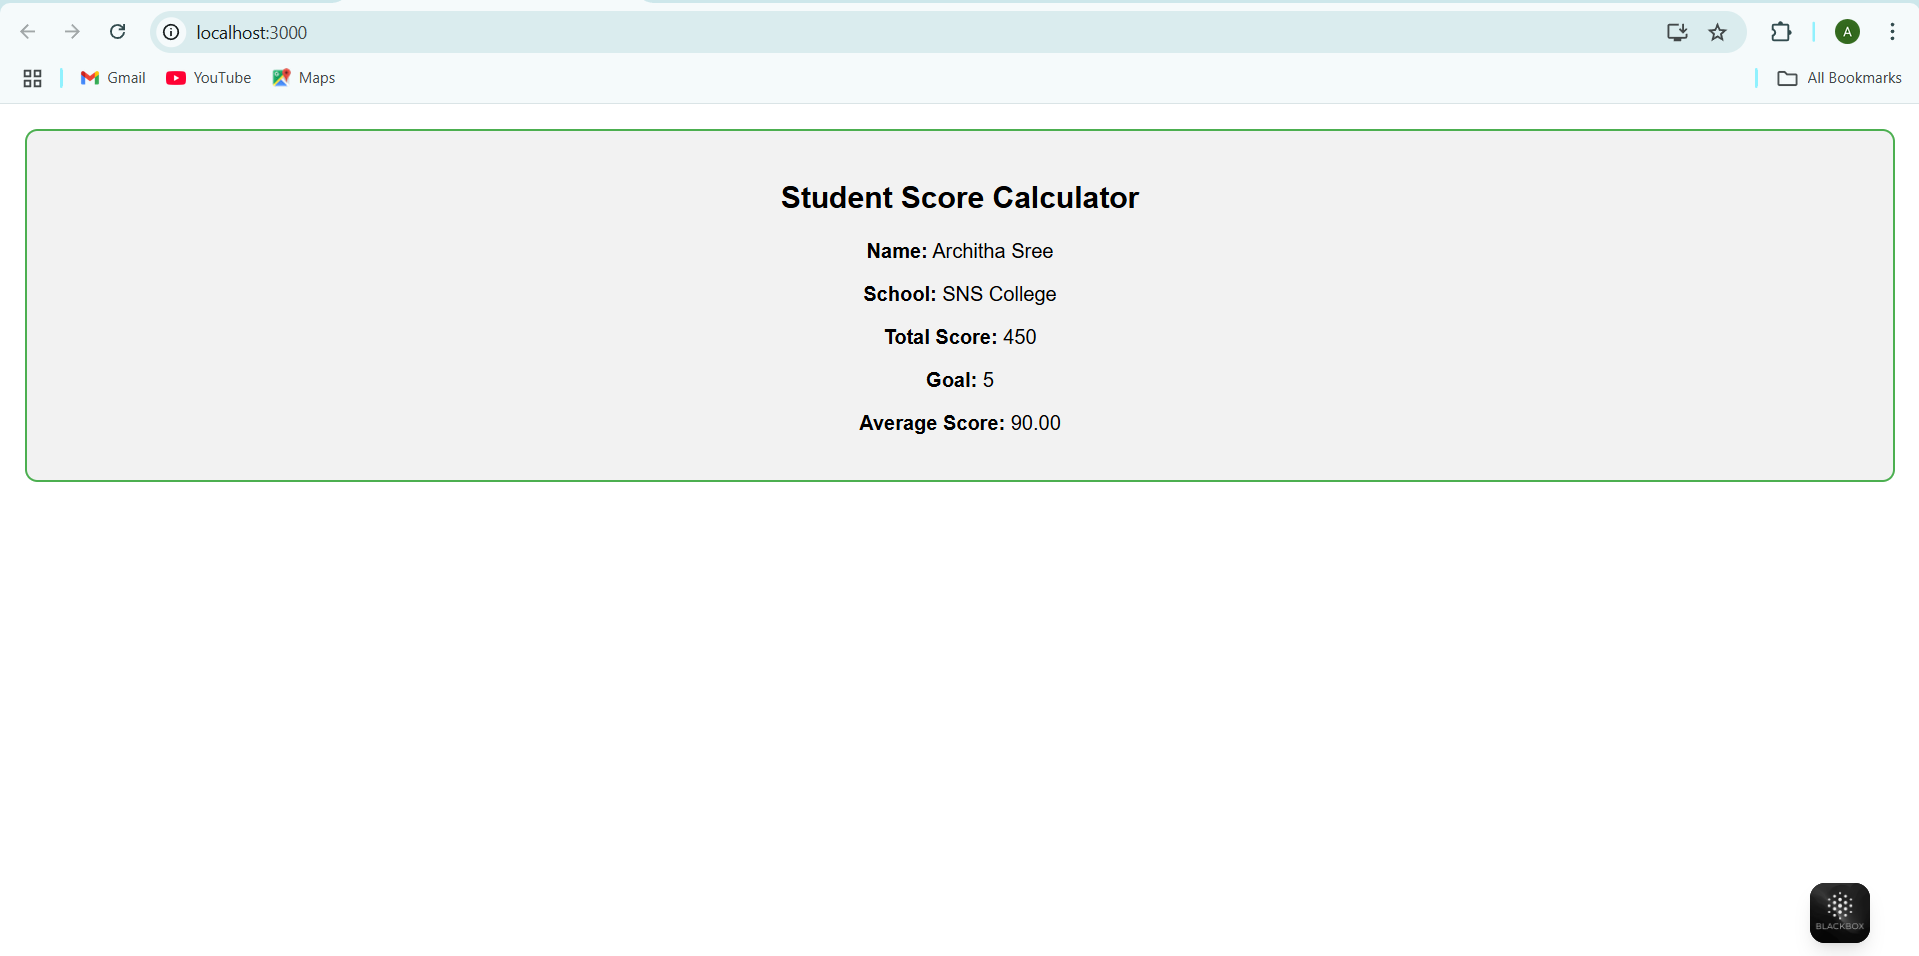 localhost:3000
A
Gmail
YouTube
Maps
All Bookmarks
Student Score Calculator
Name: Architha Sree
School: SNS College
Total Score: 450
Goal: 5
Average Score: 90.00
BLACKBOX